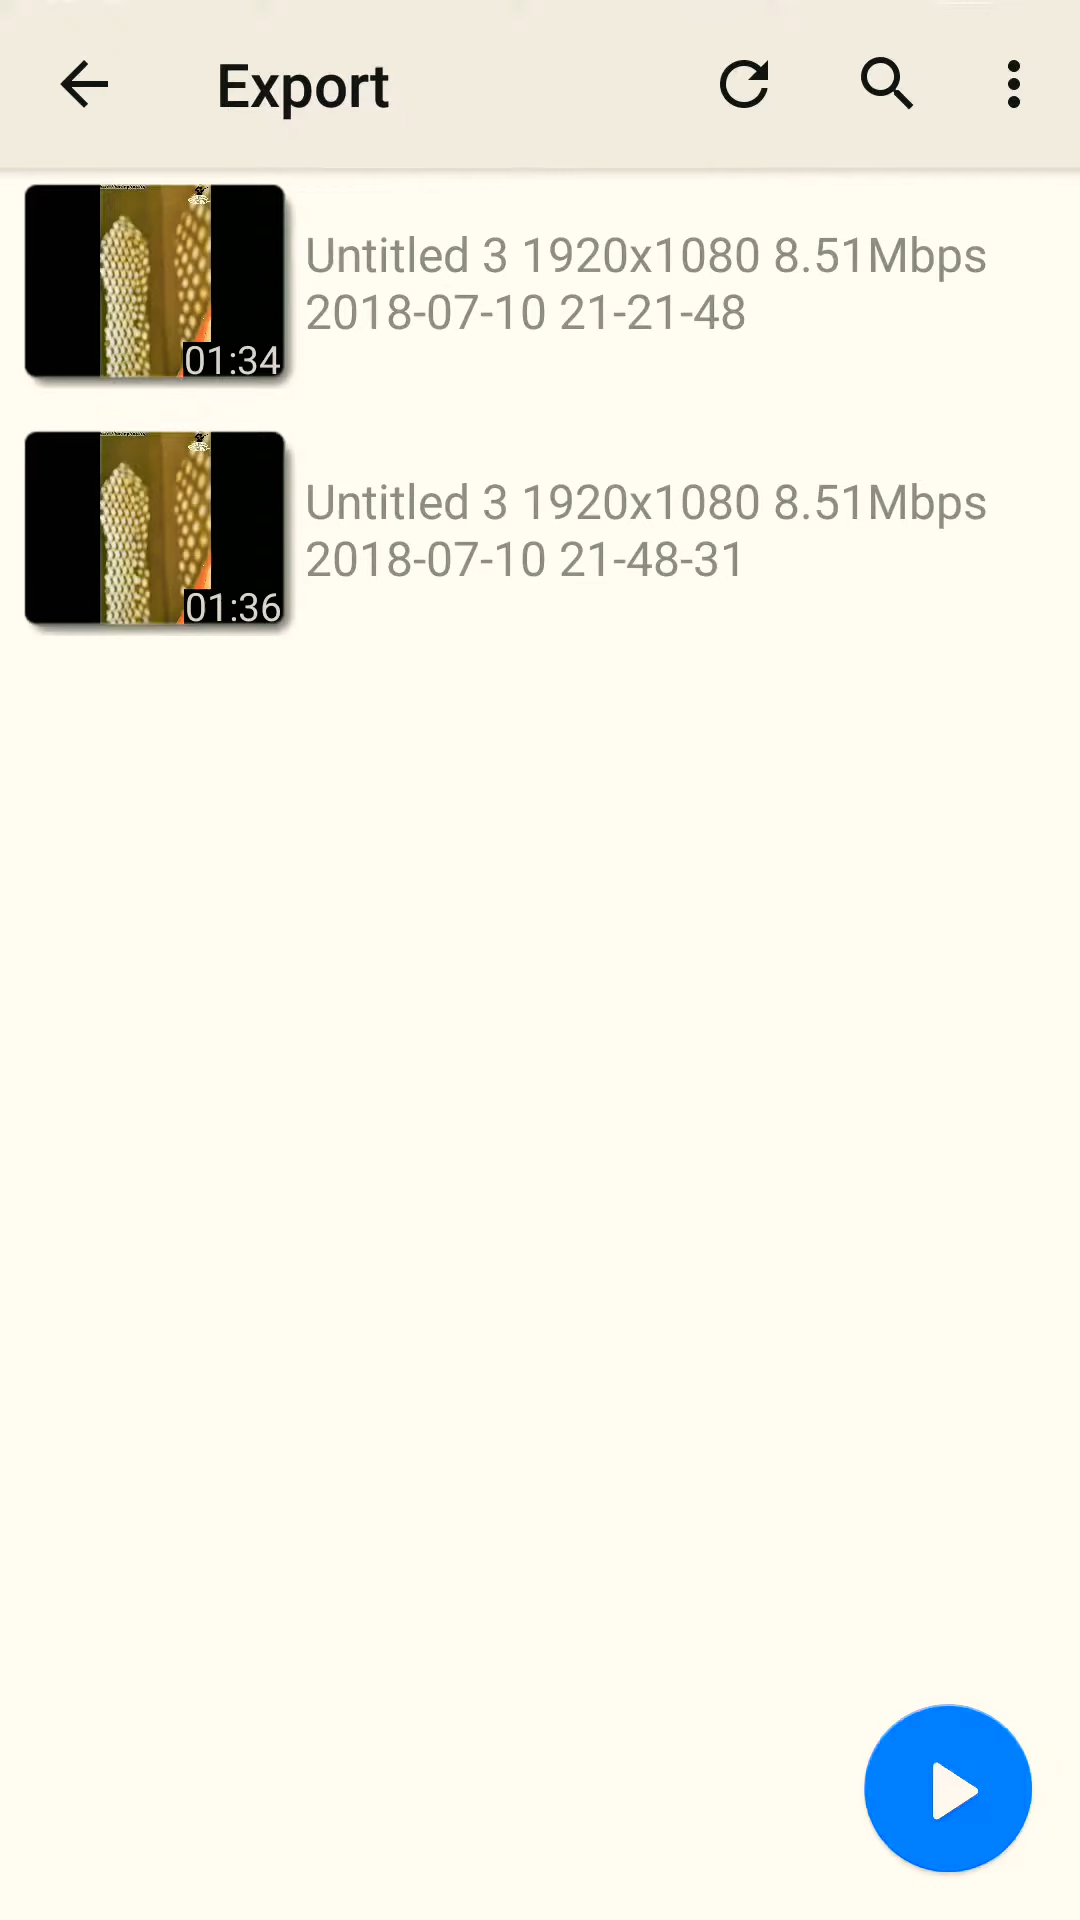 Export
Untitled 3 1920x1080 8.51Mbps
2018-07-10 21-21-48
01:34
Untitled 3 1920x1080 8.51Mbps
2018-07-10 21-48-31
01:36